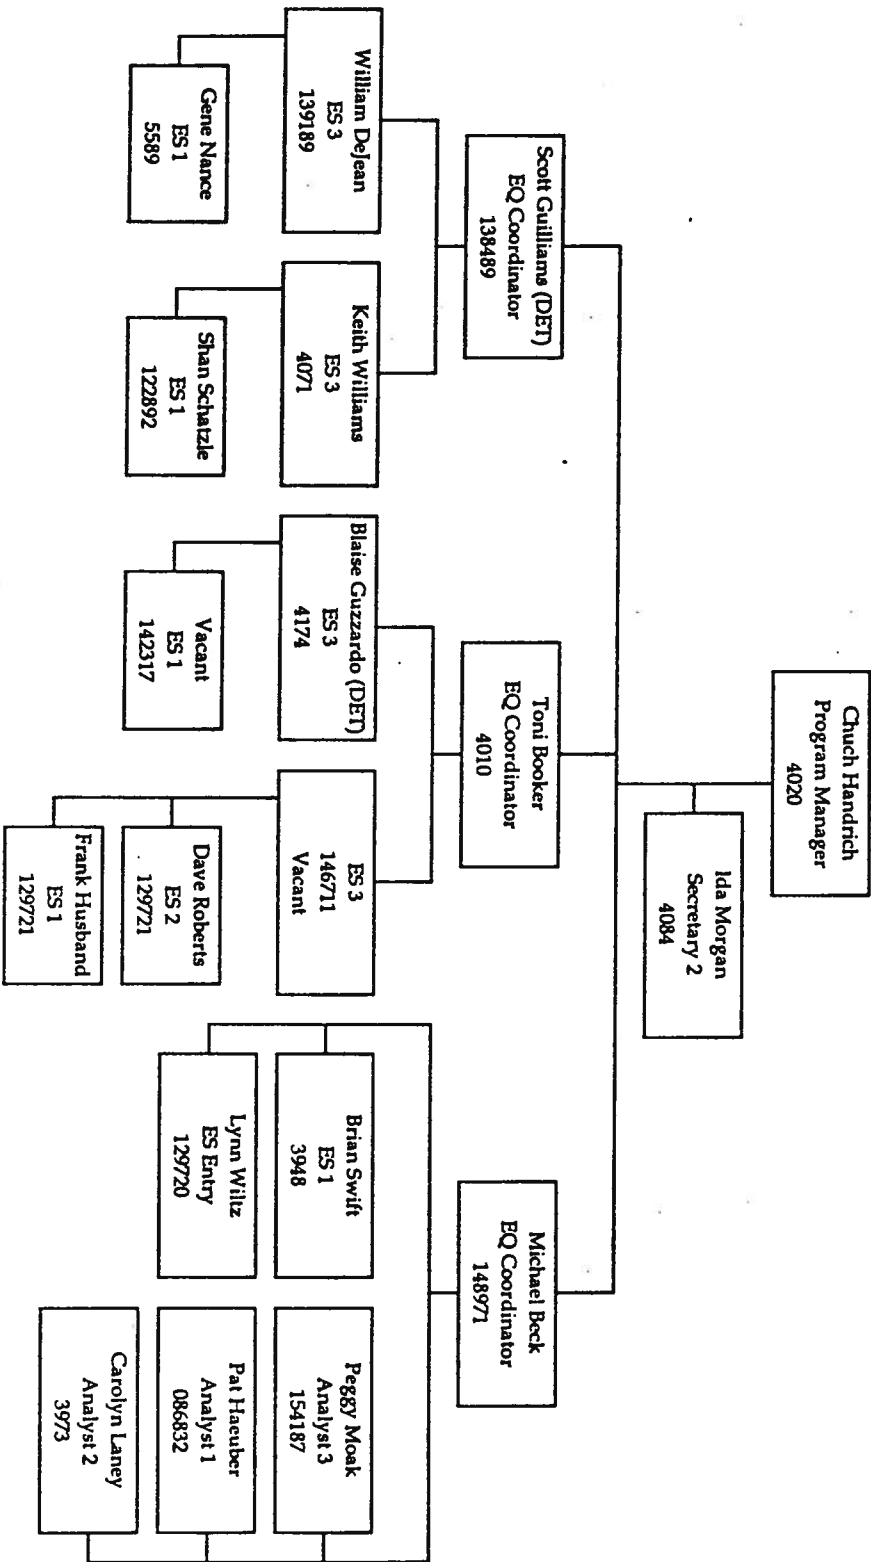 Chuch Handrich
Program Manager
4020
Ida Morgan
Secretary 2
4084
Scott Guilliams (DET)
EQ Coordinator
138489
Toni Booker
EQ Coordinator
4010
Michael Beck
EQ Coordinator
148971
William DeJean
ES 3
139189
Keith Williams
ES 3
4071
Blaise Guzzardo (DET)
ES 3
4174
ES 3
146711
Vacant
Brian Swift
ES 1
3948
Peggy Moak
Analyst 3
154187
Gene Nance
ES 1
5589
Shan Schatzle
ES 1
122892
Vacant
ES 1
142317
Dave Roberts
ES 2
129721
Lynn Wiltz
ES Entry
129720
Pat Hacuber
Analyst 1
086832
Frank Husband
ES 1
129721
Carolyn Laney
Analyst 2
3973